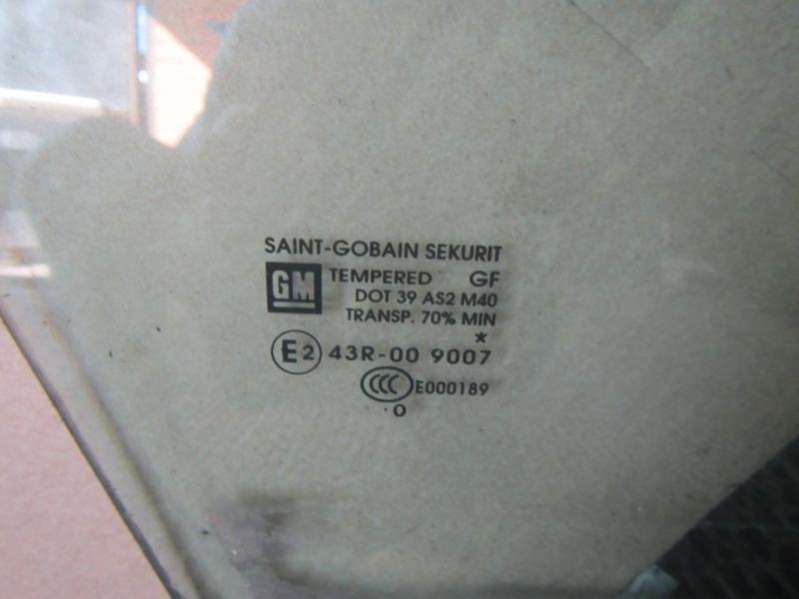 SAINT-GOBAIN SEKURIT
GM TEMPERED GF
DOT 39 AS2 M40
TRANSP. 70% MIN
*
E2 43R-00 9007
CCC E000189
. O